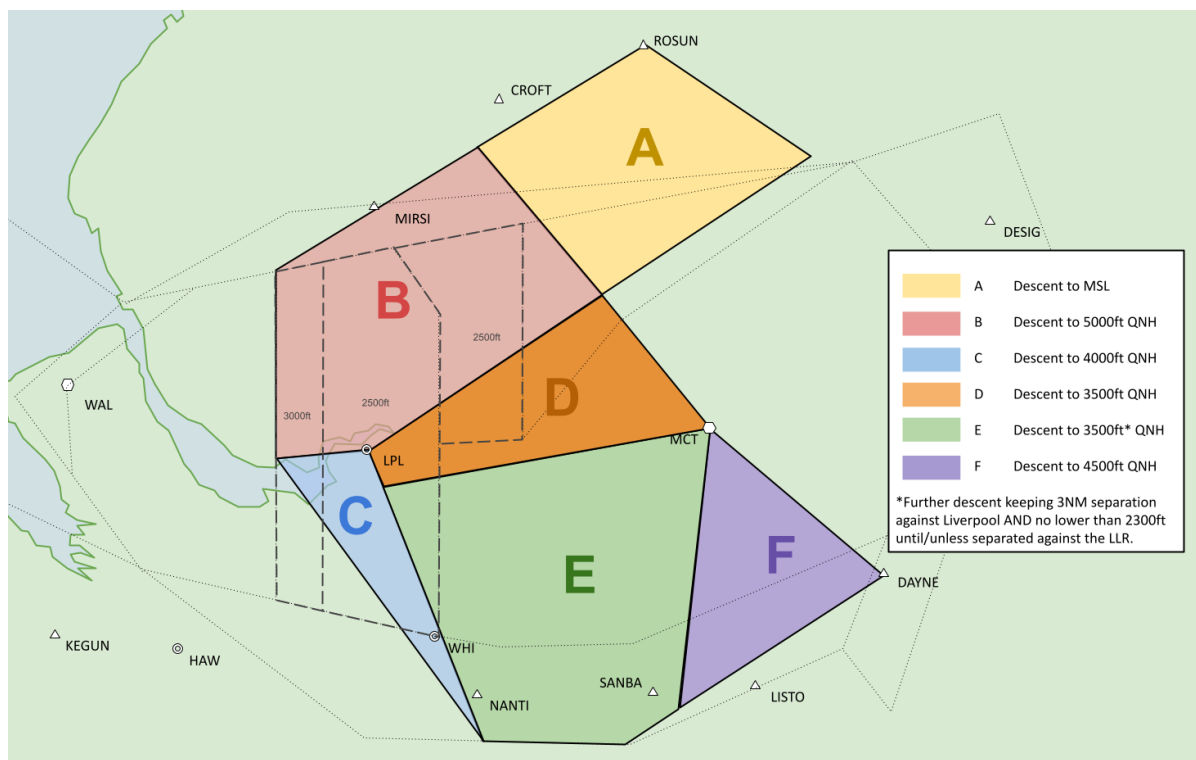 ROSUN
CROFT
A
MIRSI
DESIG
B
2500ft
A Descent to MSL
B Descent to 5000ft QNH
C Descent to 4000ft QNH
D Descent to 3500ft QNH
E Descent to 3500ft* QNH
F Descent to 4500ft QNH
*Further descent keeping 3NM separation
against Liverpool AND no lower than 2300ft
until/unless separated against the LLR.
WAL
3000ft
2500ft
D
MCT
LPL
C
E
F
DAYNE
KEGUN
HAW
WHI
SANBA
LISTO
NANTI